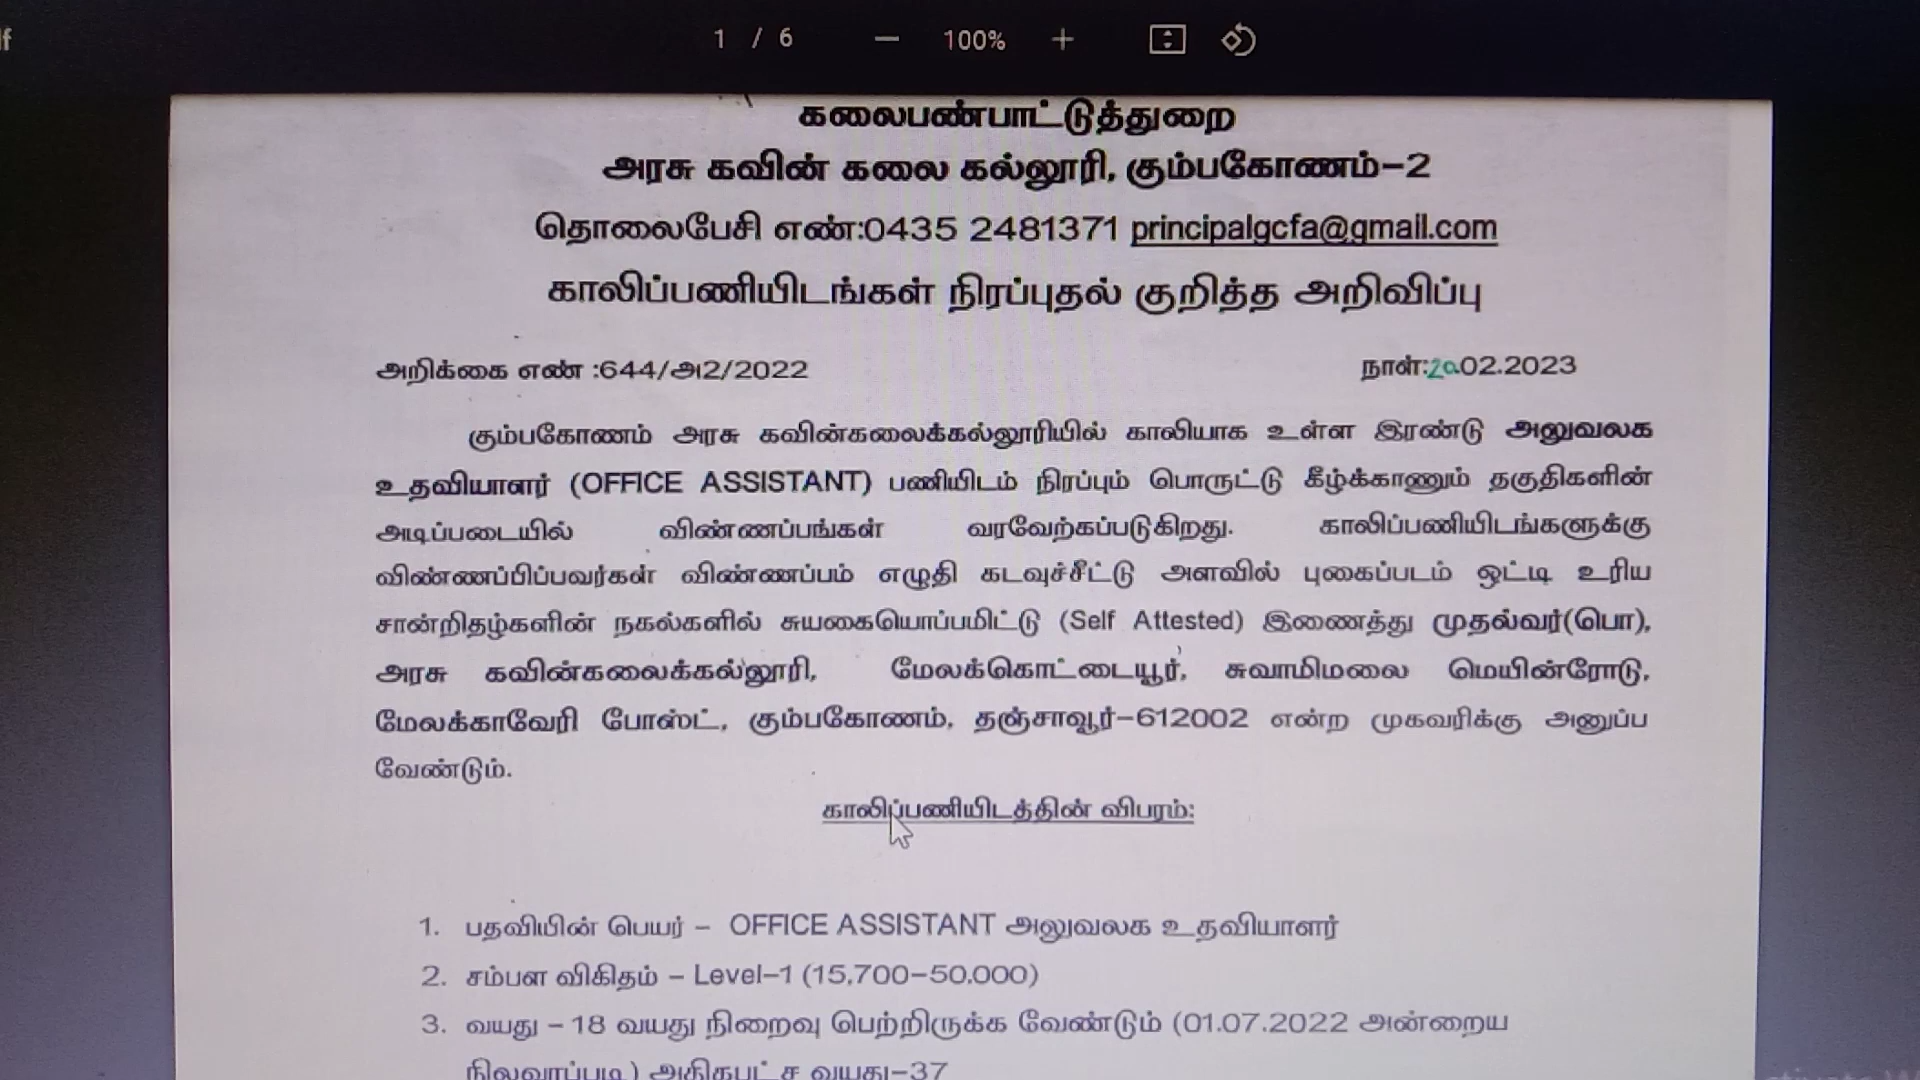 1 / 6 — 100% +
கலைபண்பாட்டுத்துறை
அரசு கவின் கலை கல்லூரி, கும்பகோணம்-2
தொலைபேசி எண்:0435 2481371 principalgcfa@gmail.com
காலிப்பணியிடங்கள் நிரப்புதல் குறித்த அறிவிப்பு
அறிக்கை எண் :644/அ2/2022 நாள்:20.02.2023
கும்பகோணம் அரசு கவின்கலைக்கல்லூரியில் காலியாக உள்ள இரண்டு அலுவலக
உதவியாளர் (OFFICE ASSISTANT) பணியிடம் நிரப்பும் பொருட்டு கீழ்க்காணும் தகுதிகளின்
அடிப்படையில் விண்ணப்பங்கள் வரவேற்கப்படுகிறது. காலிப்பணியிடங்களுக்கு
விண்ணப்பிப்பவர்கள் விண்ணப்பம் எழுதி கடவுச்சீட்டு அளவில் புகைப்படம் ஒட்டி உரிய
சான்றிதழ்களின் நகல்களில் சுயகையொப்பமிட்டு (Self Attested) இணைத்து முதல்வர்(பொ),
அரசு கவின்கலைக்கல்லூரி, மேலக்கொட்டையூர், சுவாமிமலை மெயின்ரோடு,
மேலக்காவேரி போஸ்ட், கும்பகோணம், தஞ்சாவூர்-612002 என்ற முகவரிக்கு அனுப்ப
வேண்டும்.
காலிப்பணியிடத்தின் விபரம்:
1. பதவியின் பெயர் – OFFICE ASSISTANT அலுவலக உதவியாளர்
2. சம்பள விகிதம் – Level-1 (15,700-50,000)
3. வயது – 18 வயது நிறைவு பெற்றிருக்க வேண்டும் (01.07.2022 அன்றைய
நிலவரப்படி) அதிகபட்ச வயது-37